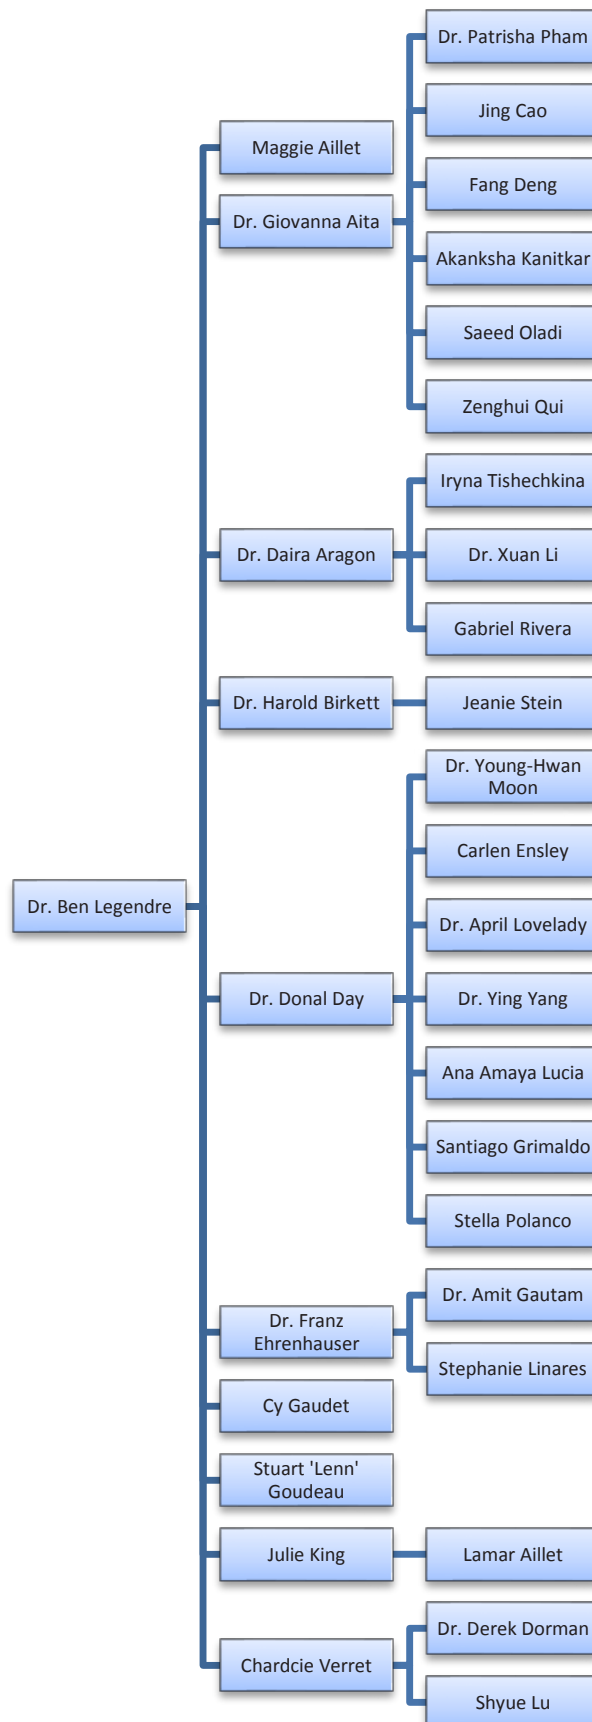 Dr. Ben Legendre
Maggie Aillet
Dr. Giovanna Aita
Dr. Patrisha Pham
Jing Cao
Fang Deng
Akanksha Kanitkar
Saeed Oladi
Zenghui Qui
Dr. Daira Aragon
Iryna Tishechkina
Dr. Xuan Li
Gabriel Rivera
Dr. Harold Birkett
Jeanie Stein
Dr. Donal Day
Dr. Young-Hwan
Moon
Carlen Ensley
Dr. April Lovelady
Dr. Ying Yang
Ana Amaya Lucia
Santiago Grimaldo
Stella Polanco
Dr. Franz
Ehrenhauser
Dr. Amit Gautam
Stephanie Linares
Cy Gaudet
Stuart 'Lenn'
Goudeau
Julie King
Lamar Aillet
Chardcie Verret
Dr. Derek Dorman
Shyue Lu